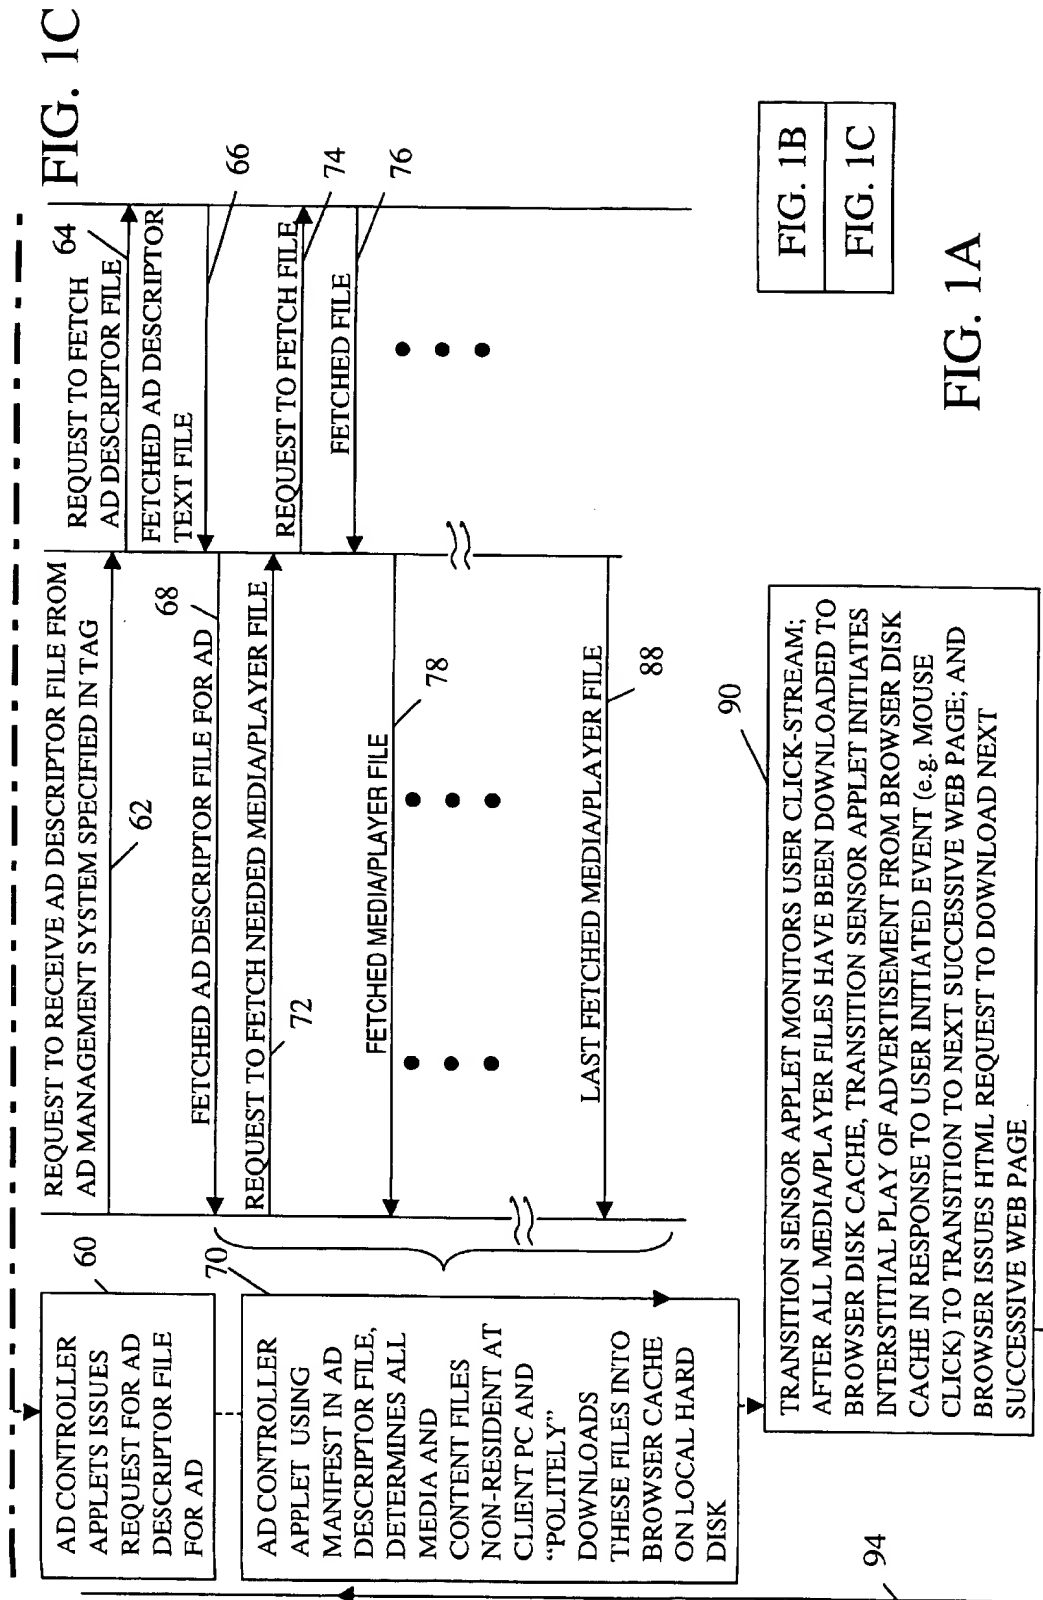 FIG. 1C
AD CONTROLLER
APPLETS ISSUES
REQUEST FOR AD
DESCRIPTOR FILE
FOR AD
60
REQUEST TO RECEIVE AD DESCRIPTOR FILE FROM
AD MANAGEMENT SYSTEM SPECIFIED IN TAG
62
REQUEST TO FETCH
AD DESCRIPTOR FILE
64
FETCHED AD DESCRIPTOR
TEXT FILE
66
FETCHED AD DESCRIPTOR FILE FOR AD
68
70
AD CONTROLLER
APPLET USING
MANIFEST IN AD
DESCRIPTOR FILE,
DETERMINES ALL
MEDIA AND
CONTENT FILES
NON-RESIDENT AT
CLIENT PC AND
“POLITELY”
DOWNLOADS
THESE FILES INTO
BROWSER CACHE
ON LOCAL HARD
DISK
REQUEST TO FETCH NEEDED MEDIA/PLAYER FILE
72
REQUEST TO FETCH FILE
74
FETCHED FILE
76
FETCHED MEDIA/PLAYER FILE
78
LAST FETCHED MEDIA/PLAYER FILE
88
90
TRANSITION SENSOR APPLET MONITORS USER CLICK-STREAM;
AFTER ALL MEDIA/PLAYER FILES HAVE BEEN DOWNLOADED TO
BROWSER DISK CACHE, TRANSITION SENSOR APPLET INITIATES
INTERSTITIAL PLAY OF ADVERTISEMENT FROM BROWSER DISK
CACHE IN RESPONSE TO USER INITIATED EVENT (e.g. MOUSE
CLICK) TO TRANSITION TO NEXT SUCCESSIVE WEB PAGE; AND
BROWSER ISSUES HTML REQUEST TO DOWNLOAD NEXT
SUCCESSIVE WEB PAGE
94
FIG. 1B
FIG. 1C
FIG. 1A